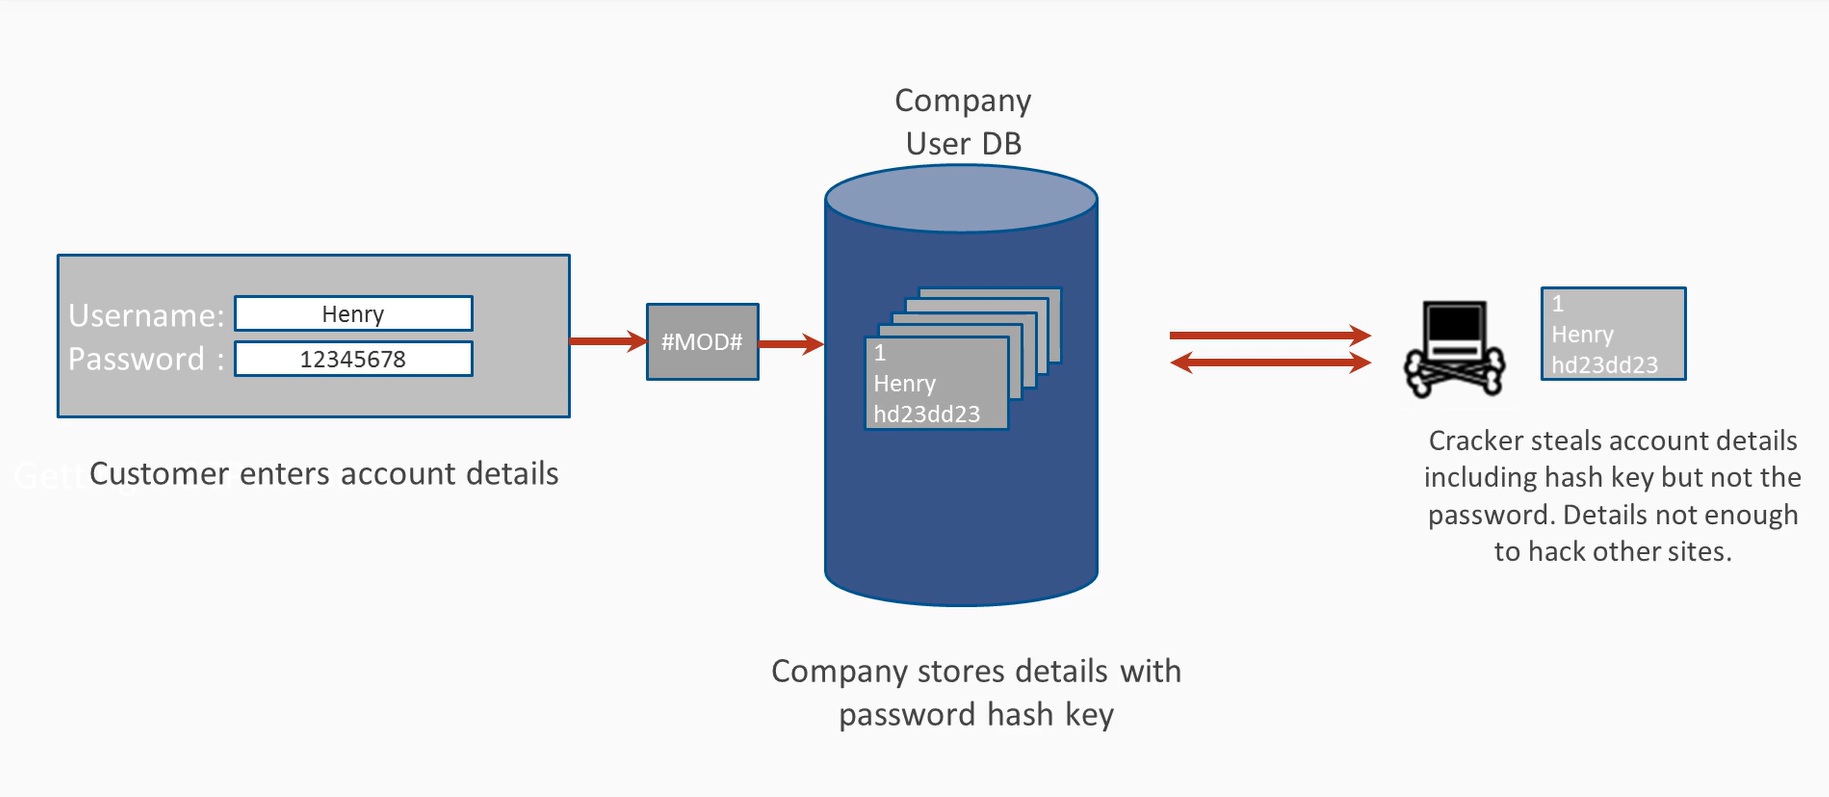 Company
User DB
Username: Henry
Password : 12345678
#MOD#
1
Henry
hd23dd23
1
Henry
hd23dd23
Customer enters account details
Cracker steals account details
including hash key but not the
password. Details not enough
to hack other sites.
Company stores details with
password hash key